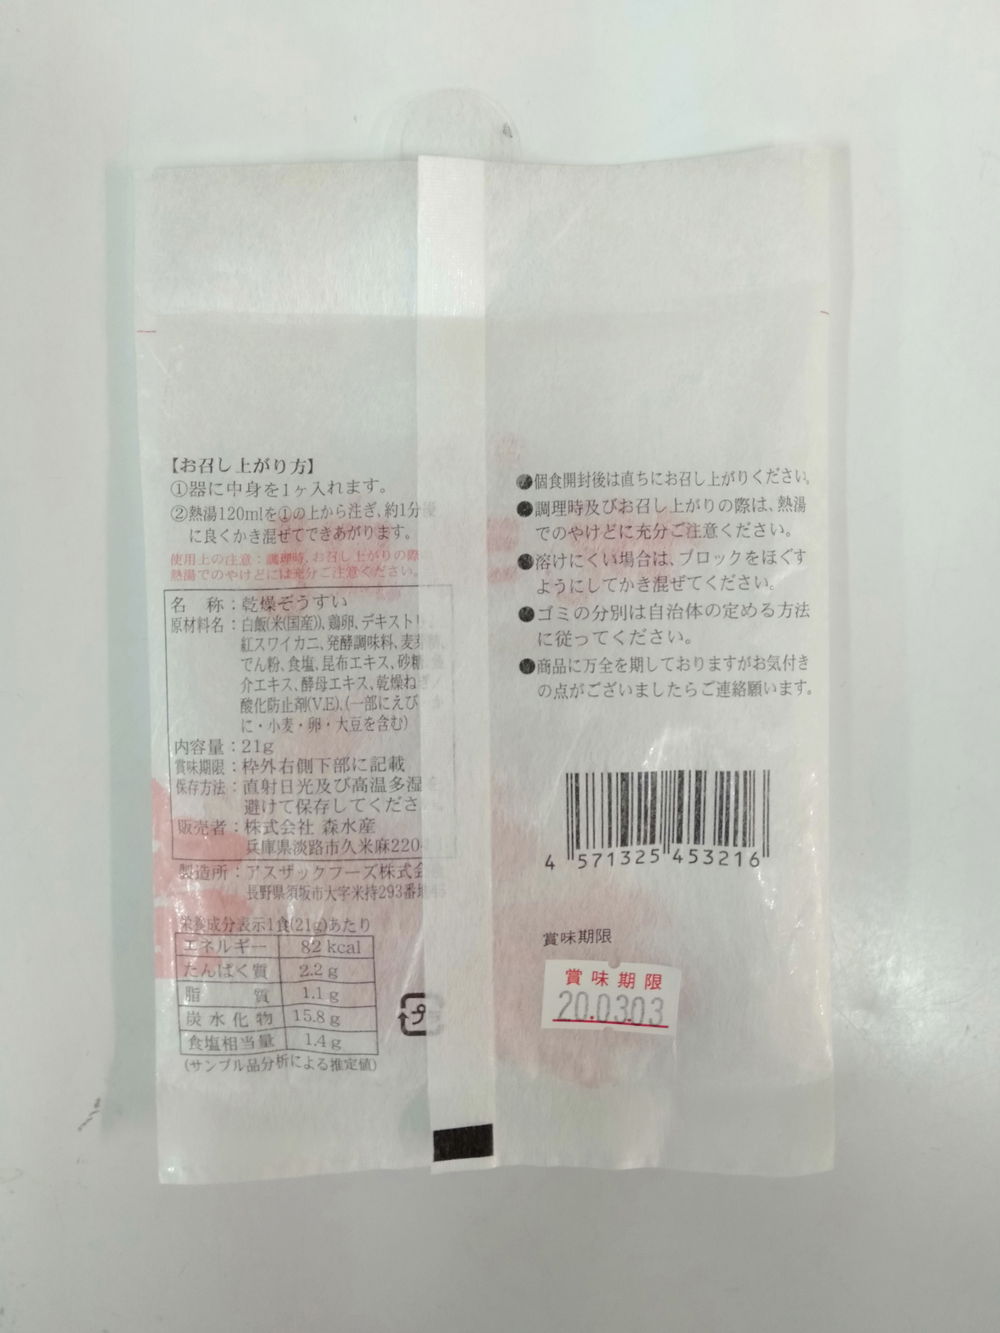 【お召し上がり方】
①器に中身を1ヶ入れます。
②熱湯120mlを①の上から注ぎ、約1分
に良くかき混ぜてできあがります。
使用上の注意:調理時、お召し上がりの際
熱湯でのやけどには充分ご注意ください。
名 称:乾燥ぞうすい
原材料名:白飯(米(国産))、鶏卵、デキスト
紅スワイカニ、発酵調味料、麦芽
でん粉、食塩、昆布エキス、砂糖、
介エキス、酵母エキス、乾燥ね
酸化防止剤(V.E)、(一部にえび
に・小麦・卵・大豆を含む)
内容量:21g
賞味期限:枠外右側下部に記載
保存方法:直射日光及び高温多湿を
避けて保存してくださ
販売者:株式会社 森水産
兵庫県淡路市久米麻220
製造所:アスザックフーズ株式会
長野県須坂市大字米持293番地
栄養成分表示1食(21g)あたり
エネルギー 82 kcal
たんぱく質 2.2 g
脂 質 1.1 g
炭水化物 15.8 g
食塩相当量 1.4 g
(サンプル品分析による推定値)
●個食開封後は直ちにお召し上がりください。
●調理時及びお召し上がりの際は、熱湯
でのやけどに充分ご注意ください。
●溶けにくい場合は、ブロックをほぐす
ようにしてかき混ぜてください。
●ゴミの分別は自治体の定める方法
に従ってください。
●商品に万全を期しておりますがお気付き
の点がございましたらご連絡願います。
4 571325 453216
賞味期限
賞味期限
20.03.03